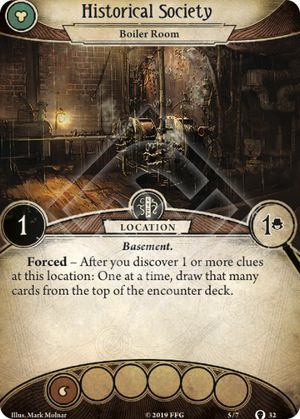 Historical Society
Boiler Room
1
LOCATION
1
Basement.
Forced – After you discover 1 or more clues
at this location: One at a time, draw that many
cards from the top of the encounter deck.
Illus. Mark Molnar
© 2019 FFG
5/7
32